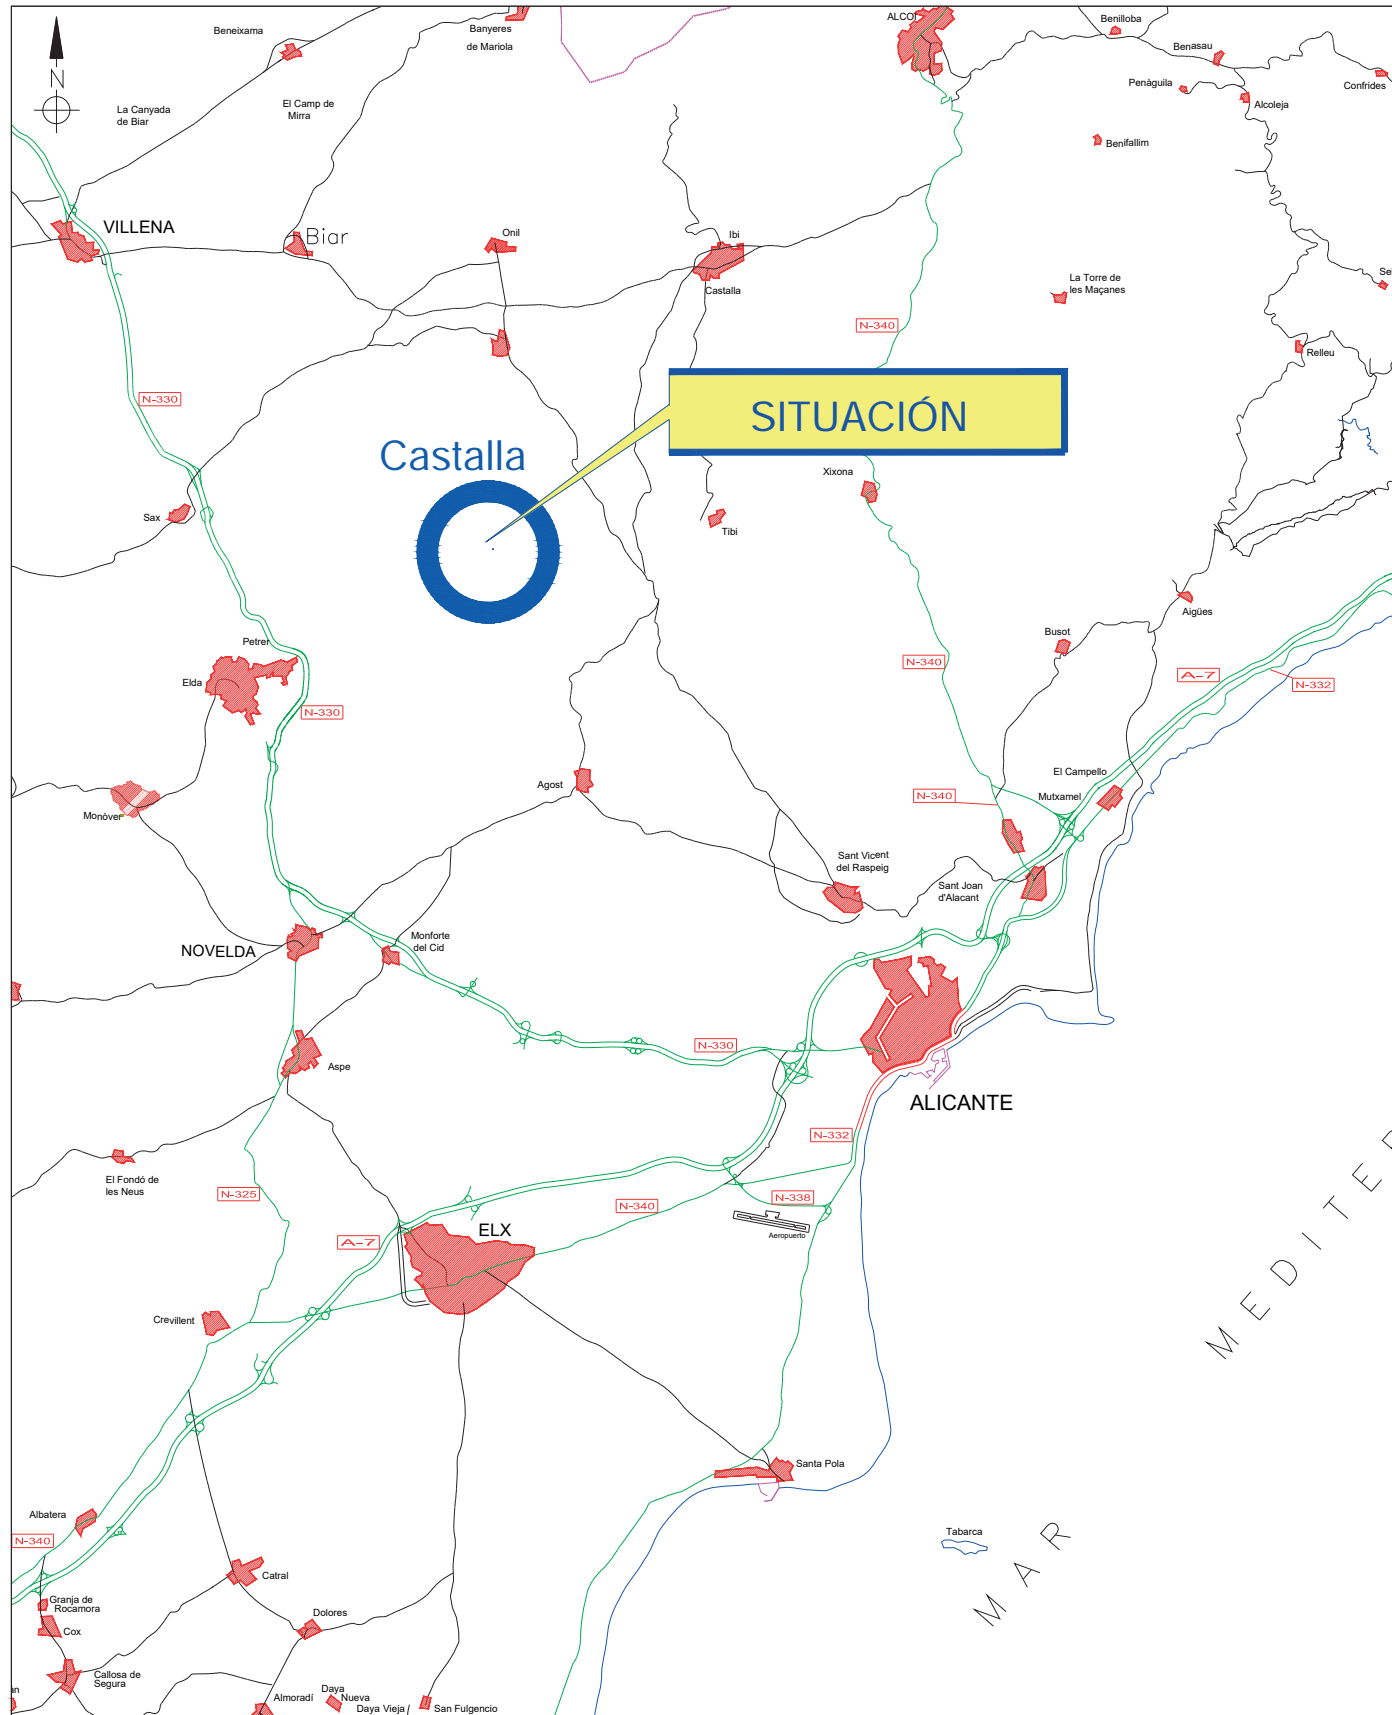 ALCOI
Benilloba
Beneixama
Banyeres
de Mariola
Benasau
N
Penàguila
Confrides
La Canyada
de Biar
El Camp de
Mirra
Alcoleja
Benifallim
VILLENA
Biar
Onil
Ibi
La Torre de
les Maçanes
Sel
Castalla
N-340
Relleu
N-330
SITUACIÓN
Castalla
Xixona
Sax
Tibi
Aigües
Busot
Petrer
N-340
A-7
N-332
Elda
N-330
El Campello
Agost
N-340
Mutxamel
Monòver
Sant Vicent
del Raspeig
Sant Joan
d'Alacant
NOVELDA
Monforte
del Cid
N-330
Aspe
ALICANTE
N-332
El Fondó de
les Neus
N-325
N-340
N-338
Aeropuerto
ELX
A-7
Crevillent
MEDITER
Santa Pola
Albatera
N-340
Tabarca
MAR
Catral
Granja de
Rocamora
Cox
Dolores
Callosa de
Segura
án
Almoradí
Daya
Nueva
Daya Vieja
San Fulgencio